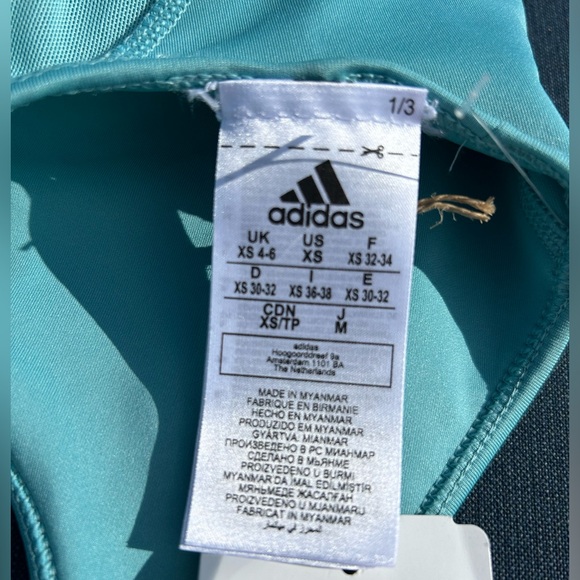 1/3
adidas
UK US F
XS 4-6 XS XS 32-34
D I E
XS 30-32 XS 36-38 XS 30-32
CDN J
XS/TP M
adidas
Hoogoorddreef 9a
Amsterdam 1101 BA
The Netherlands
MADE IN MYANMAR
FABRIQUE EN BIRMANIE
HECHO EN MYANMAR
PRODUZIDO EM MYANMAR
GYÁRTVA: MIANMAR
ПРОИЗВЕДЕНО В РС МИАНМАР
СДЕЛАНО В МЬЯНМЕ
PROIZVEDENO U BURMI
MYANMAR'DA İMAL EDİLMİŞTİR
МЯНЬМЕДЕ ЖАСАЛҒАН
PROIZVEDENO U MJANMARU
FABRICAT IN MYANMAR